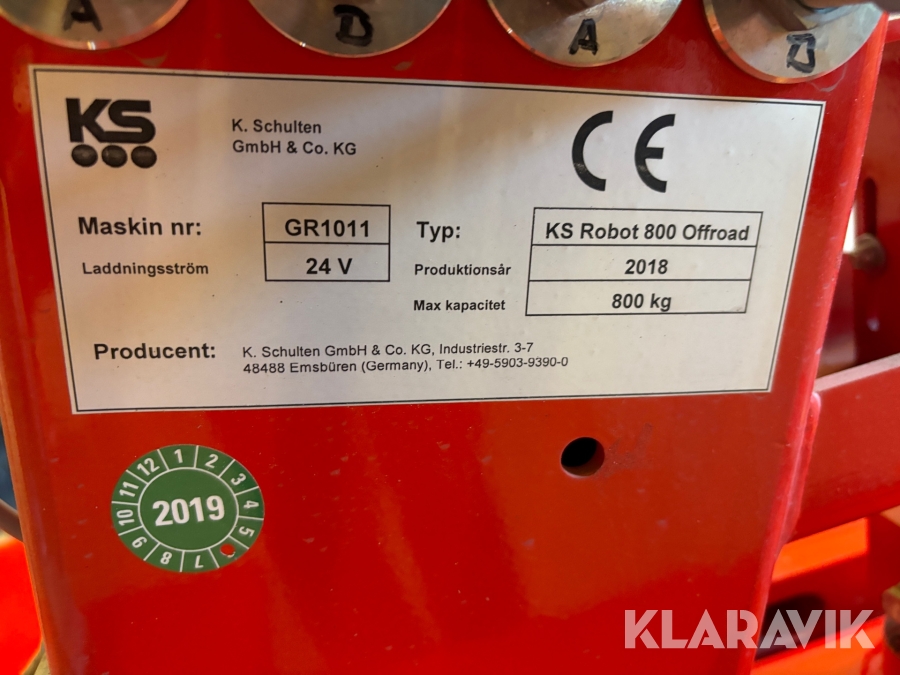 A
D
A
D
KS
K. Schulten
GmbH & Co. KG
CE
Maskin nr:
GR1011
Typ:
KS Robot 800 Offroad
Laddningsström
24 V
Produktionsår
2018
Max kapacitet
800 kg
Producent:
K. Schulten GmbH & Co. KG, Industriestr. 3-7
48488 Emsbüren (Germany), Tel.: +49-5903-9390-0
1 2 3 4 5 7 8 9 10 11 12
2019
KLARAVIK